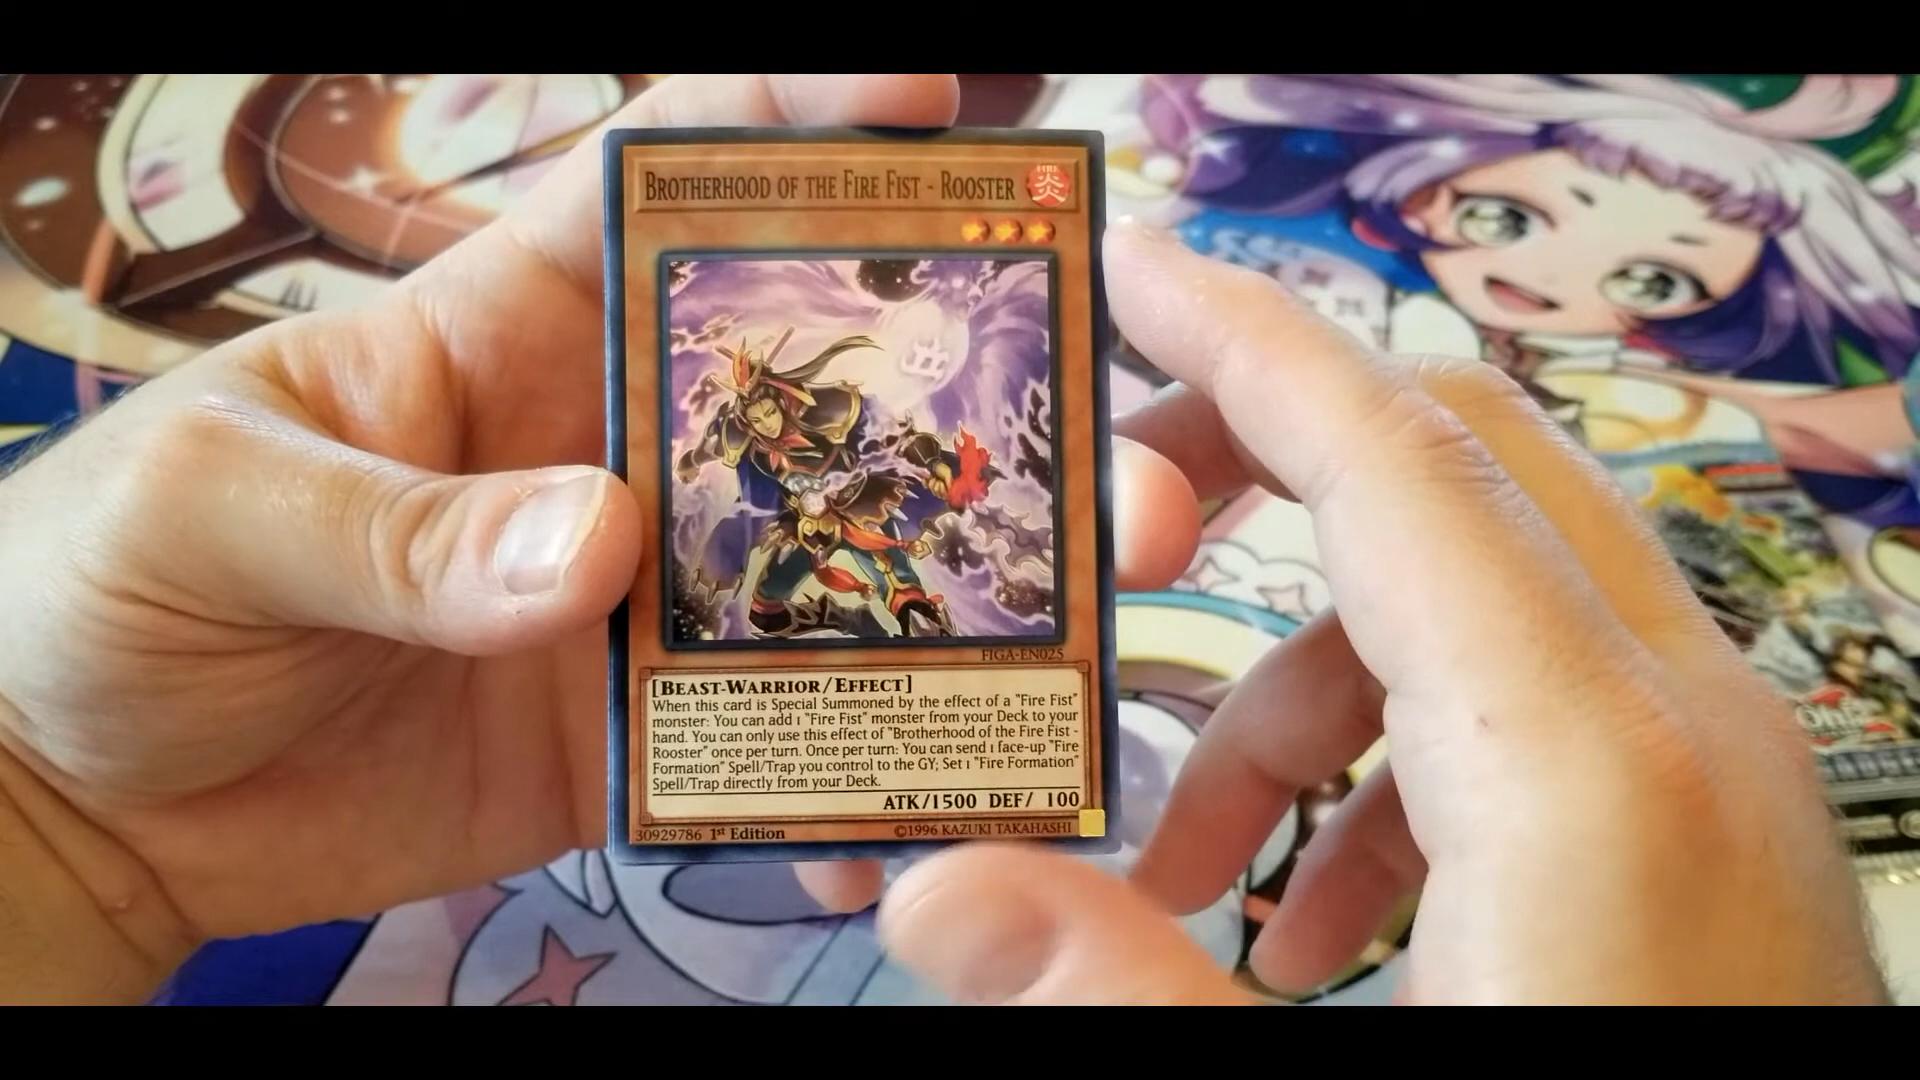 BROTHERHOOD OF THE FIRE FIST - ROOSTER
FIRE
炎
FIGA-EN025
[BEAST-WARRIOR/EFFECT]
When this card is Special Summoned by the effect of a "Fire Fist"
monster: You can add 1 "Fire Fist" monster from your Deck to your
hand. You can only use this effect of "Brotherhood of the Fire Fist -
Rooster" once per turn. Once per turn: You can send 1 face-up "Fire
Formation" Spell/Trap you control to the GY; Set 1 "Fire Formation"
Spell/Trap directly from your Deck.
ATK/1500 DEF/ 100
30929786 1st Edition
©1996 KAZUKI TAKAHASHI